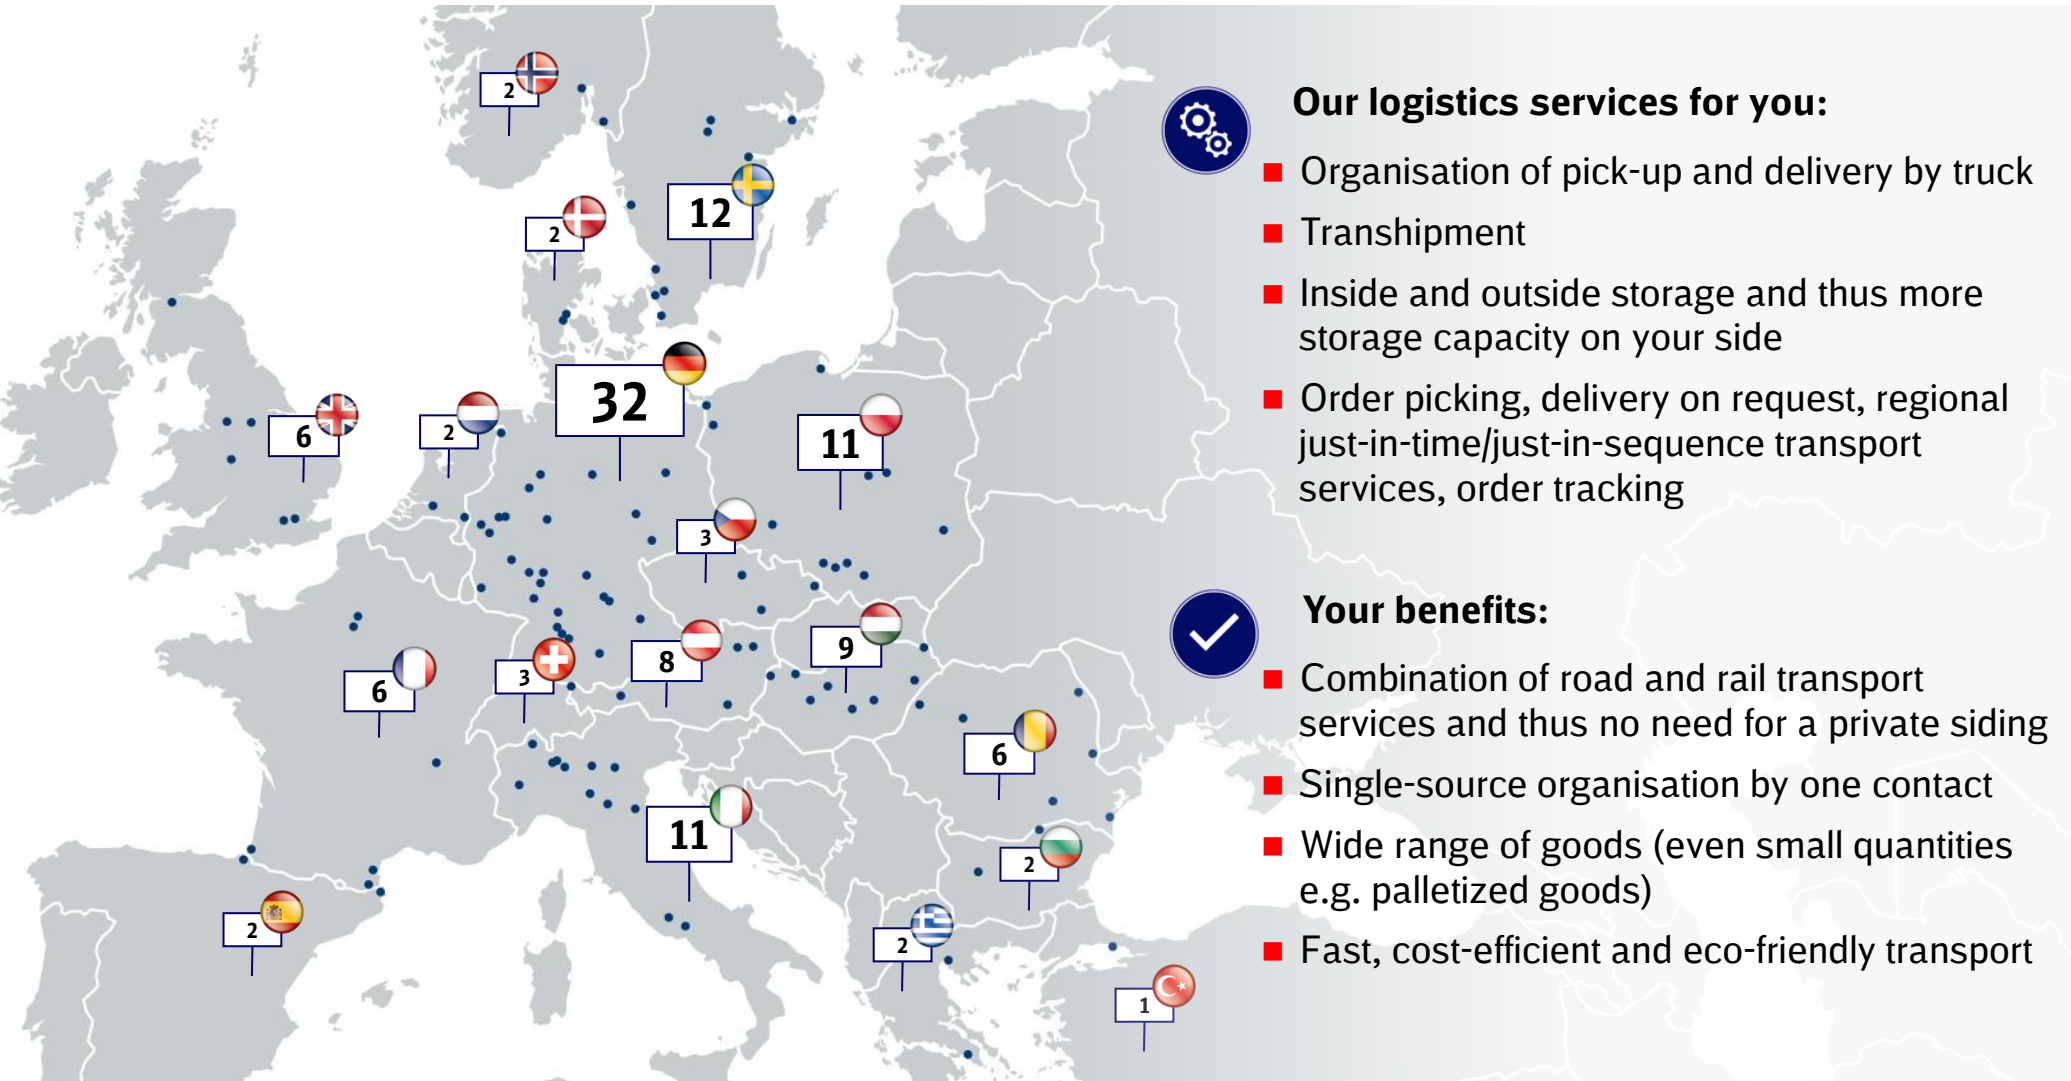 2
12
2
32
6
2
11
3
9
8
3
6
6
11
2
2
2
1
Our logistics services for you:
Organisation of pick-up and delivery by truck
Transhipment
Inside and outside storage and thus more
storage capacity on your side
Order picking, delivery on request, regional
just-in-time/just-in-sequence transport
services, order tracking
Your benefits:
Combination of road and rail transport
services and thus no need for a private siding
Single-source organisation by one contact
Wide range of goods (even small quantities
e.g. palletized goods)
Fast, cost-efficient and eco-friendly transport